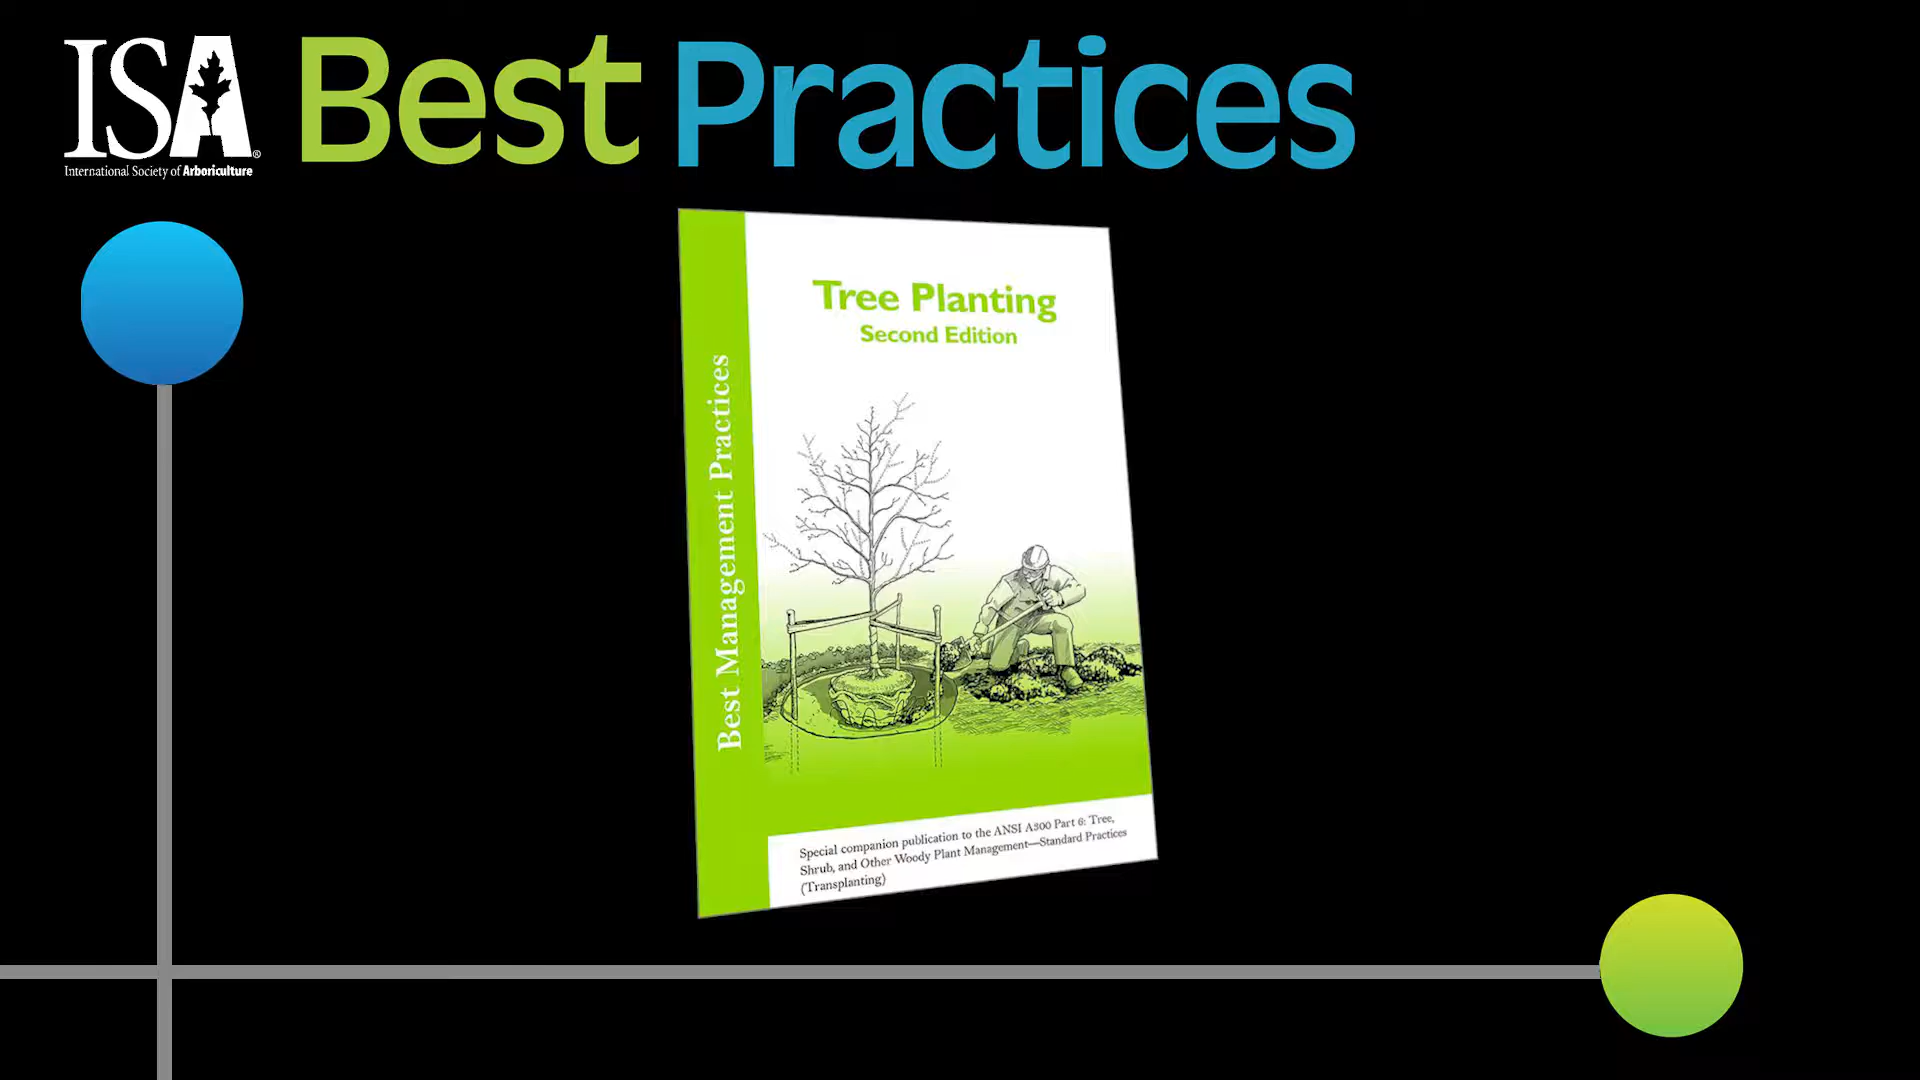 ISA®
International Society of Arboriculture
Best Practices
Tree Planting
Second Edition
Best Management Practices
Special companion publication to the ANSI A300 Part 6: Tree,
Shrub, and Other Woody Plant Management—Standard Practices
(Transplanting)